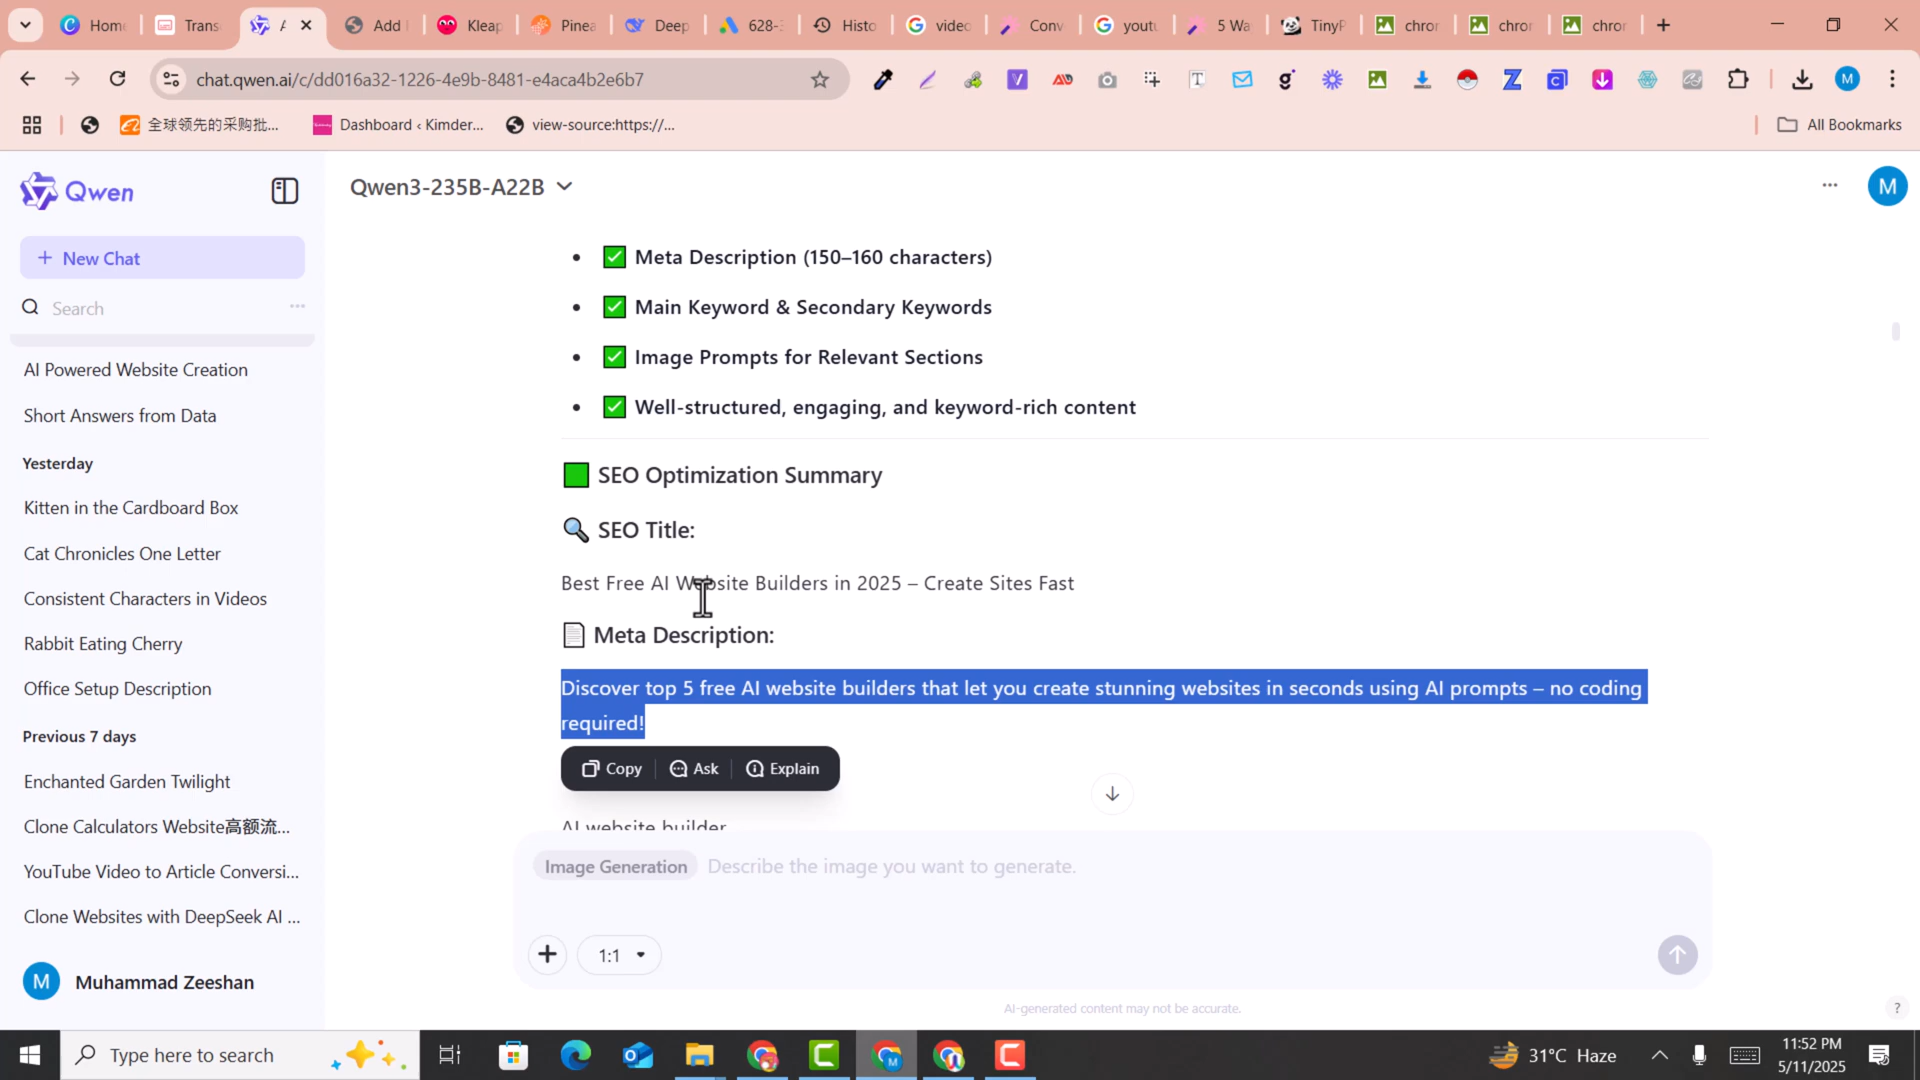 Home
Trans
A
Add
Kleap
Pinea
Deep
628-
Histo
video
Conv
yout
5 Wa
TinyP
chror
chror
chror
chat.qwen.ai/c/dd016a32-1226-4e9b-8481-e4aca4b2e6b7
M
全球领先的采购批...
Dashboard ‹ Kimder...
view-source:https://...
All Bookmarks
Qwen
Qwen3-235B-A22B
M
New Chat
Search
AI Powered Website Creation
Short Answers from Data
Yesterday
Kitten in the Cardboard Box
Cat Chronicles One Letter
Consistent Characters in Videos
Rabbit Eating Cherry
Office Setup Description
Previous 7 days
Enchanted Garden Twilight
Clone Calculators Website高额流...
YouTube Video to Article Conversi...
Clone Websites with DeepSeek AI ...
M Muhammad Zeeshan
Meta Description (150–160 characters)
Main Keyword & Secondary Keywords
Image Prompts for Relevant Sections
Well-structured, engaging, and keyword-rich content
SEO Optimization Summary
SEO Title:
Best Free AI Website Builders in 2025 – Create Sites Fast
Meta Description:
Discover top 5 free AI website builders that let you create stunning websites in seconds using AI prompts – no coding
required!
Copy Ask Explain
AI website builder
Image Generation Describe the image you want to generate.
1:1
AI-generated content may not be accurate.
?
Type here to search
31°C Haze
11:52 PM
5/11/2025